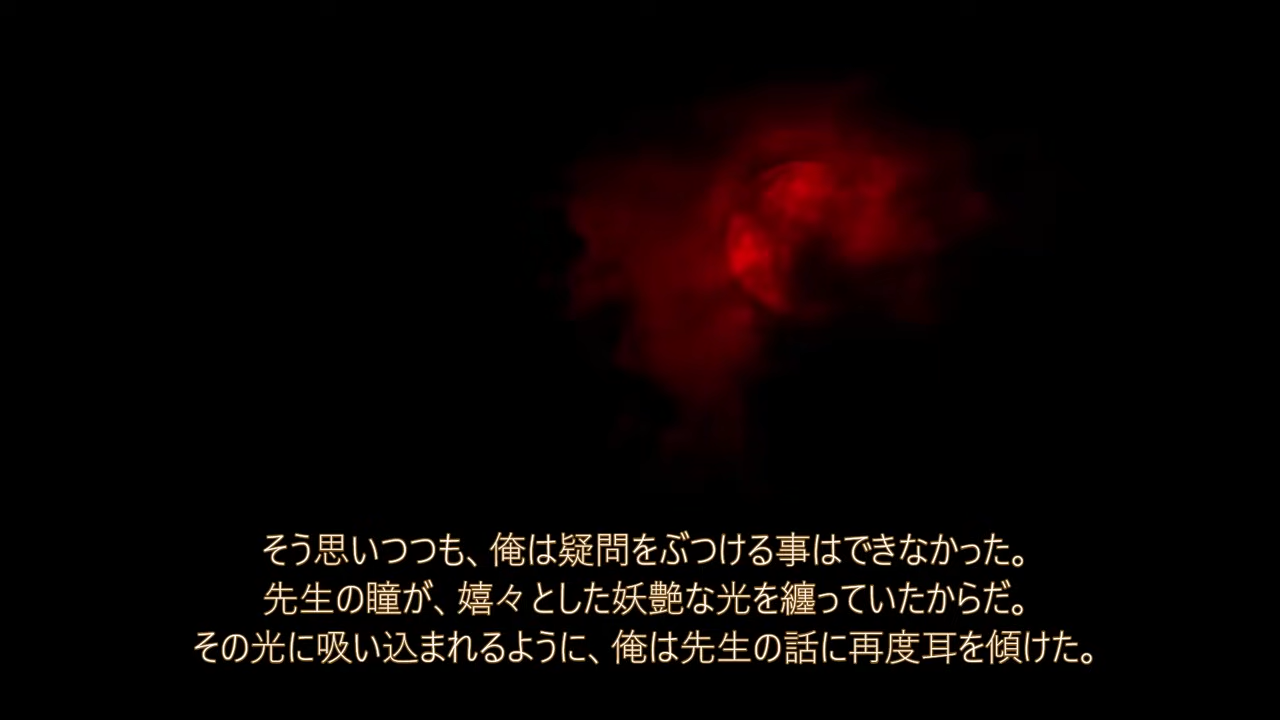 そう思いつつも、俺は疑問をぶつける事はできなかった。
先生の瞳が、嬉々とした妖艶な光を纏っていたからだ。
その光に吸い込まれるように、俺は先生の話に再度耳を傾けた。